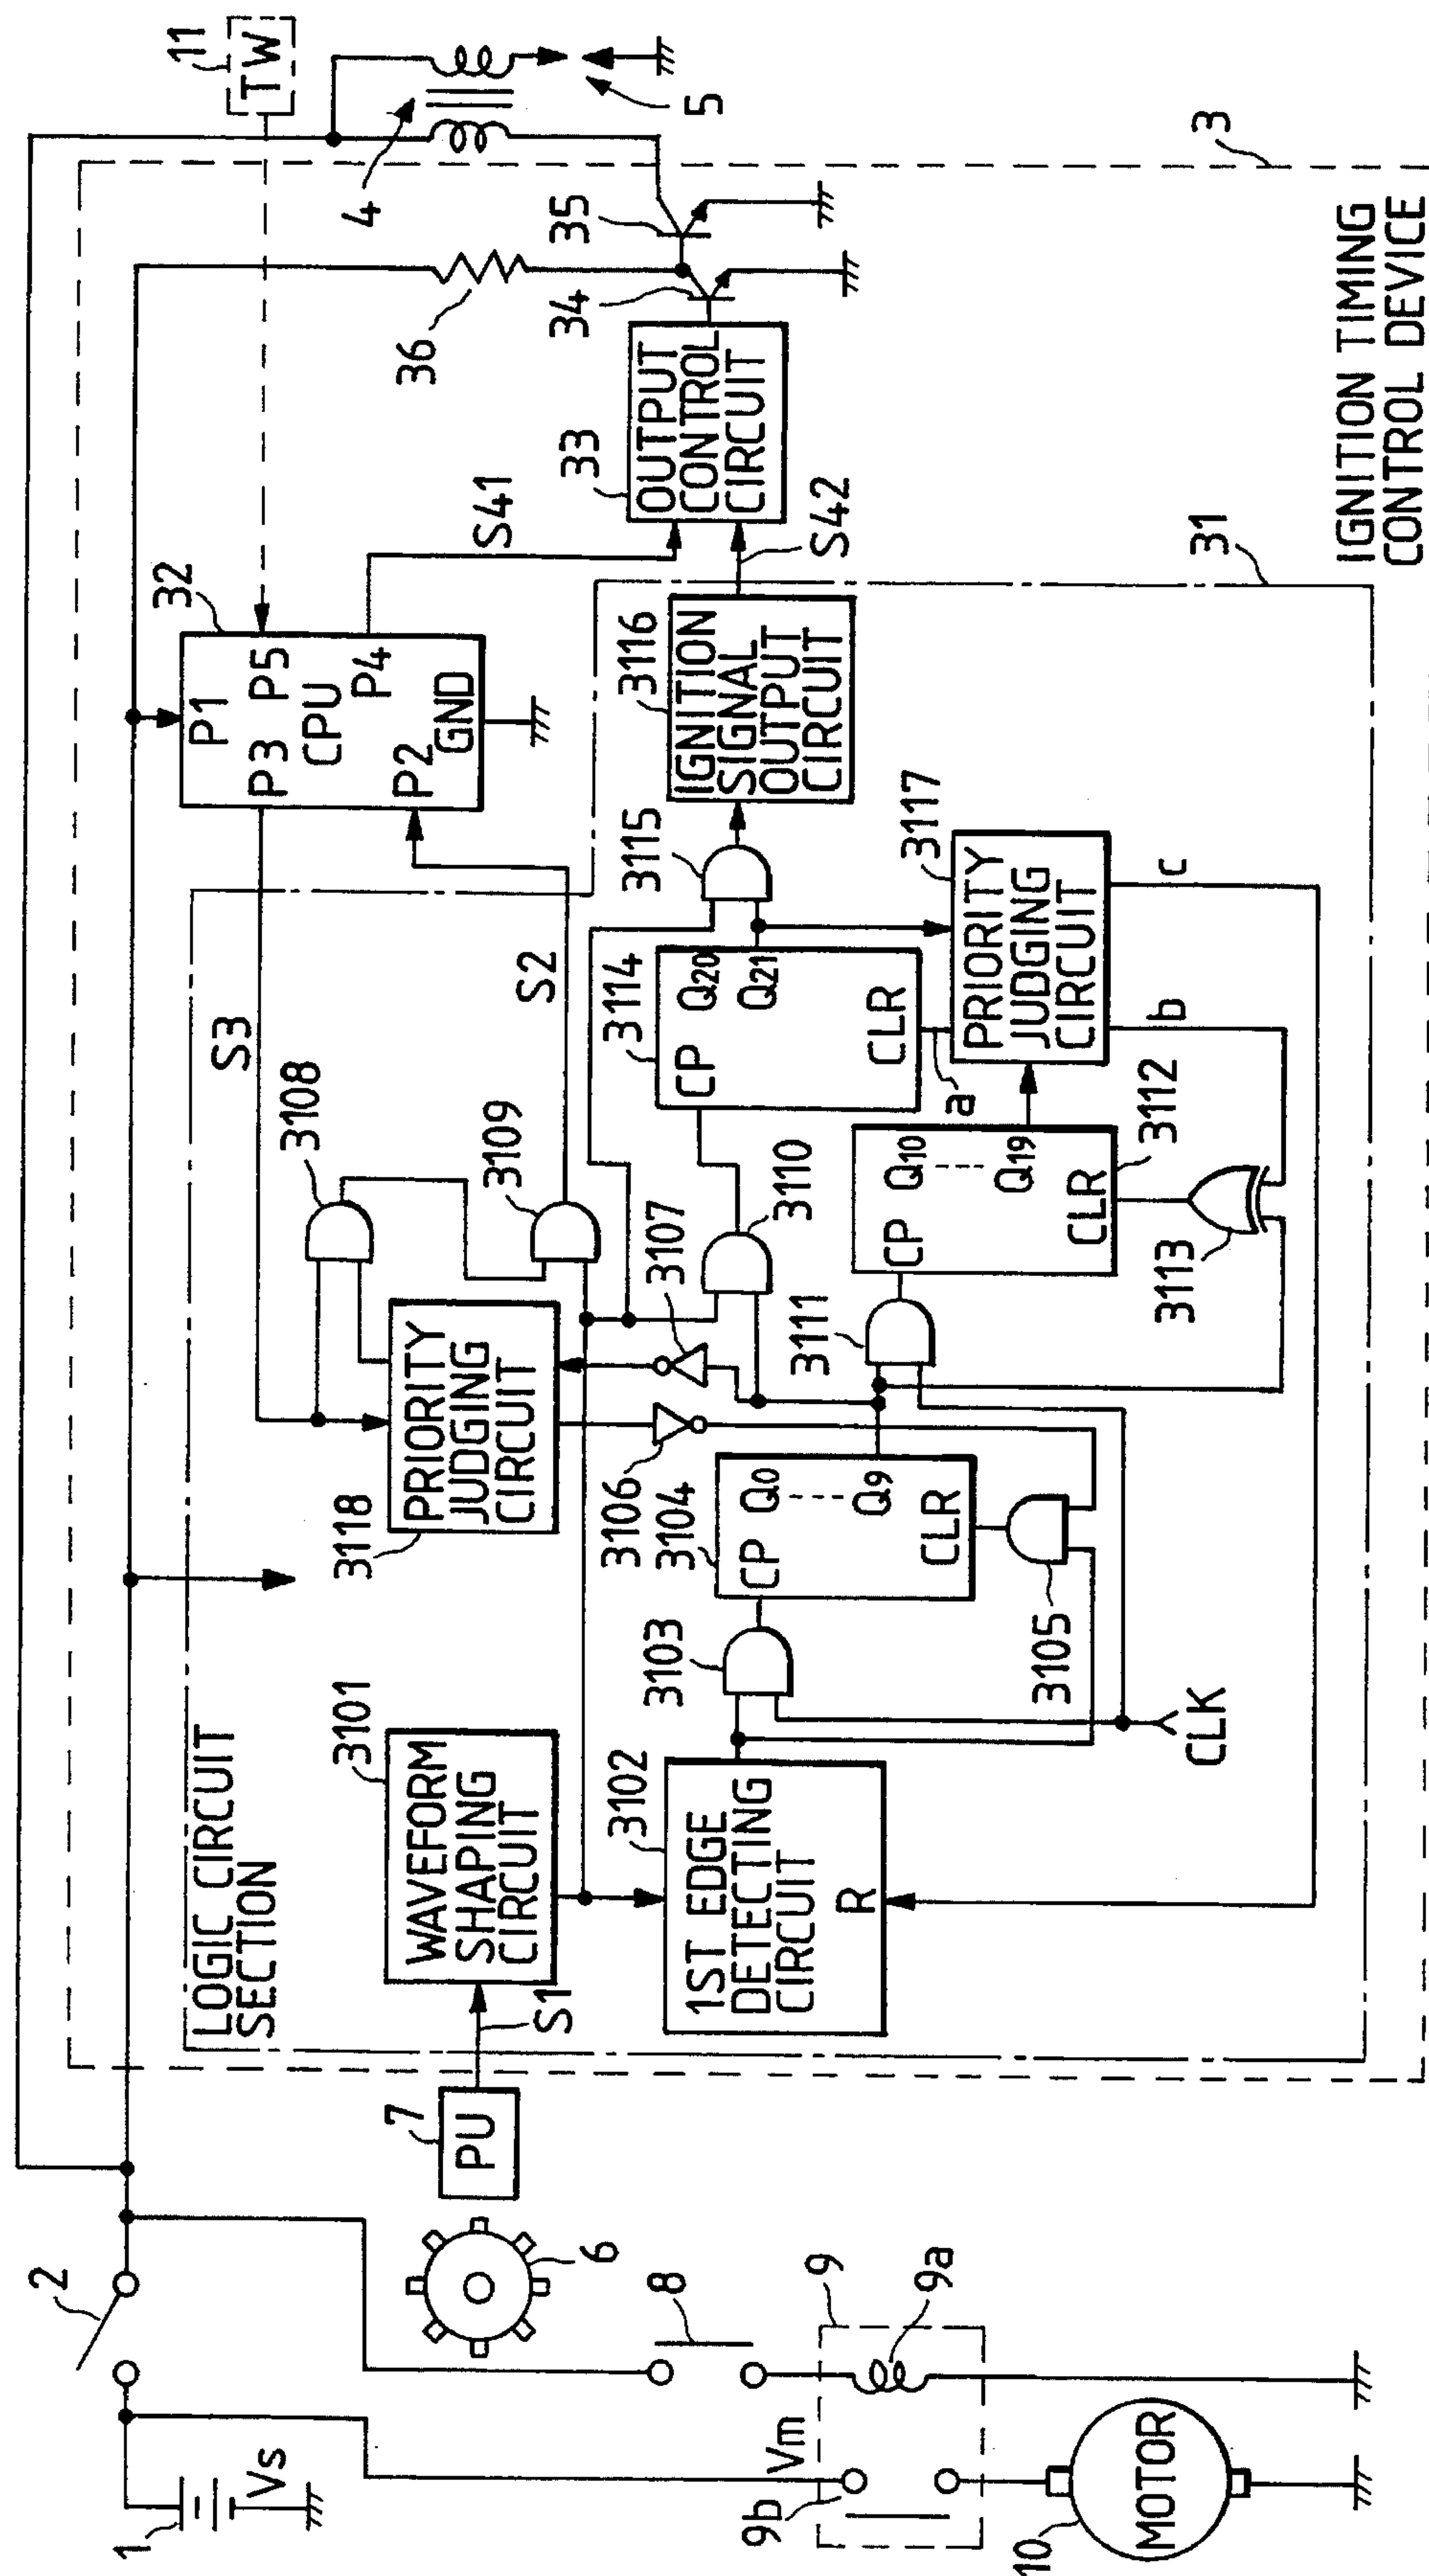 1
Vs
2
6
7
PU
S1
8
9
9a
9b
Vm
10
MOTOR
LOGIC CIRCUIT
SECTION
3101
WAVEFORM
SHAPING
CIRCUIT
3102
1ST EDGE
DETECTING
CIRCUIT
R
CLK
3103
3104
CP
Q0
Q9
CLR
3105
3106
3107
3118
PRIORITY
JUDGING
CIRCUIT
3108
3109
3110
3111
3112
CP
Q10
Q19
CLR
3113
3114
CP
Q20
Q21
CLR
a
b
c
3117
PRIORITY
JUDGING
CIRCUIT
3115
3116
IGNITION
SIGNAL
OUTPUT
CIRCUIT
S3
S2
32
P1
P3
P5
CPU
P4
P2
GND
S41
S42
33
OUTPUT
CONTROL
CIRCUIT
34
35
36
4
5
11
TW
3
31
IGNITION TIMING
CONTROL DEVICE